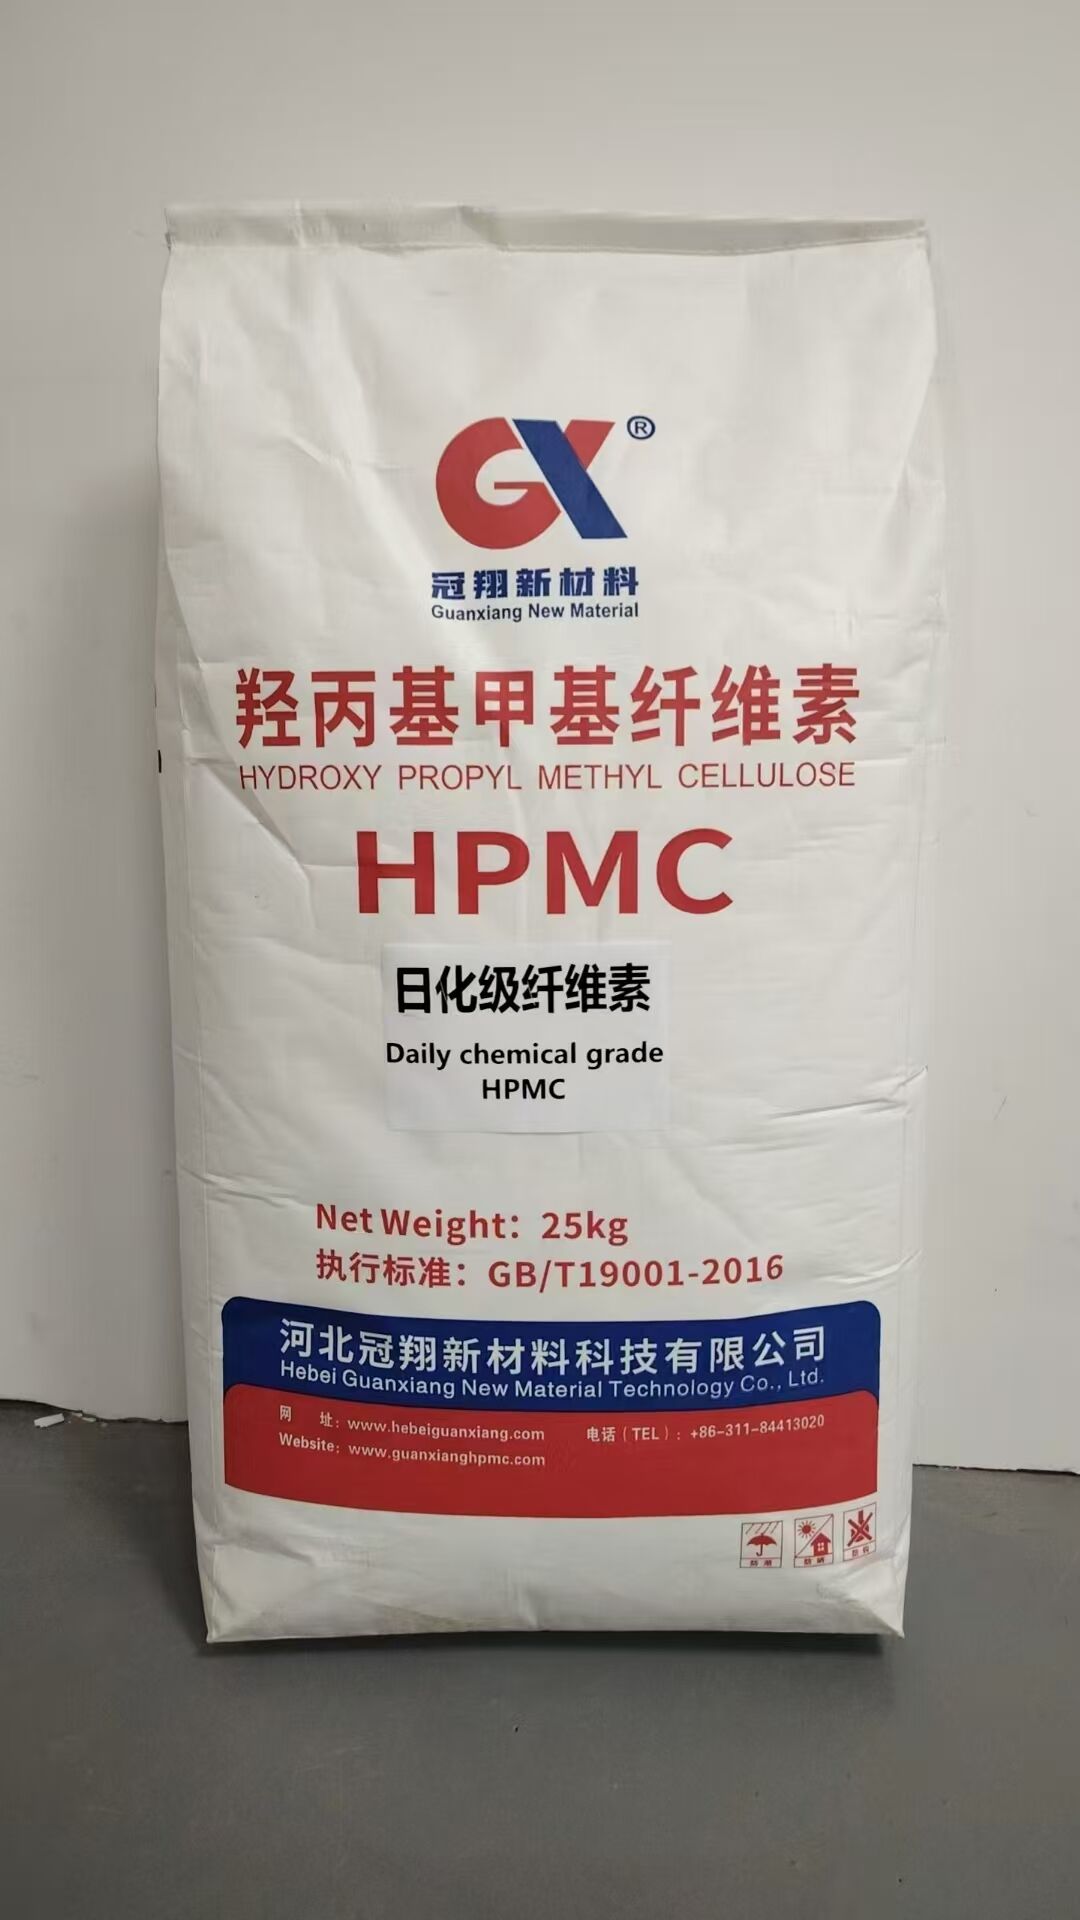 GX®
冠翔新材料
Guanxiang New Material
羟丙基甲基纤维素
HYDROXY PROPYL METHYL CELLULOSE
HPMC
日化级纤维素
Daily chemical grade
HPMC
Net Weight: 25kg
执行标准: GB/T19001-2016
河北冠翔新材料科技有限公司
Hebei Guanxiang New Material Technology Co., Ltd.
网 址: www.hebeiguanxiang.com 电话(TEL): +86-311-84413020
Website: www.guanxianghpmc.com
防潮 防晒